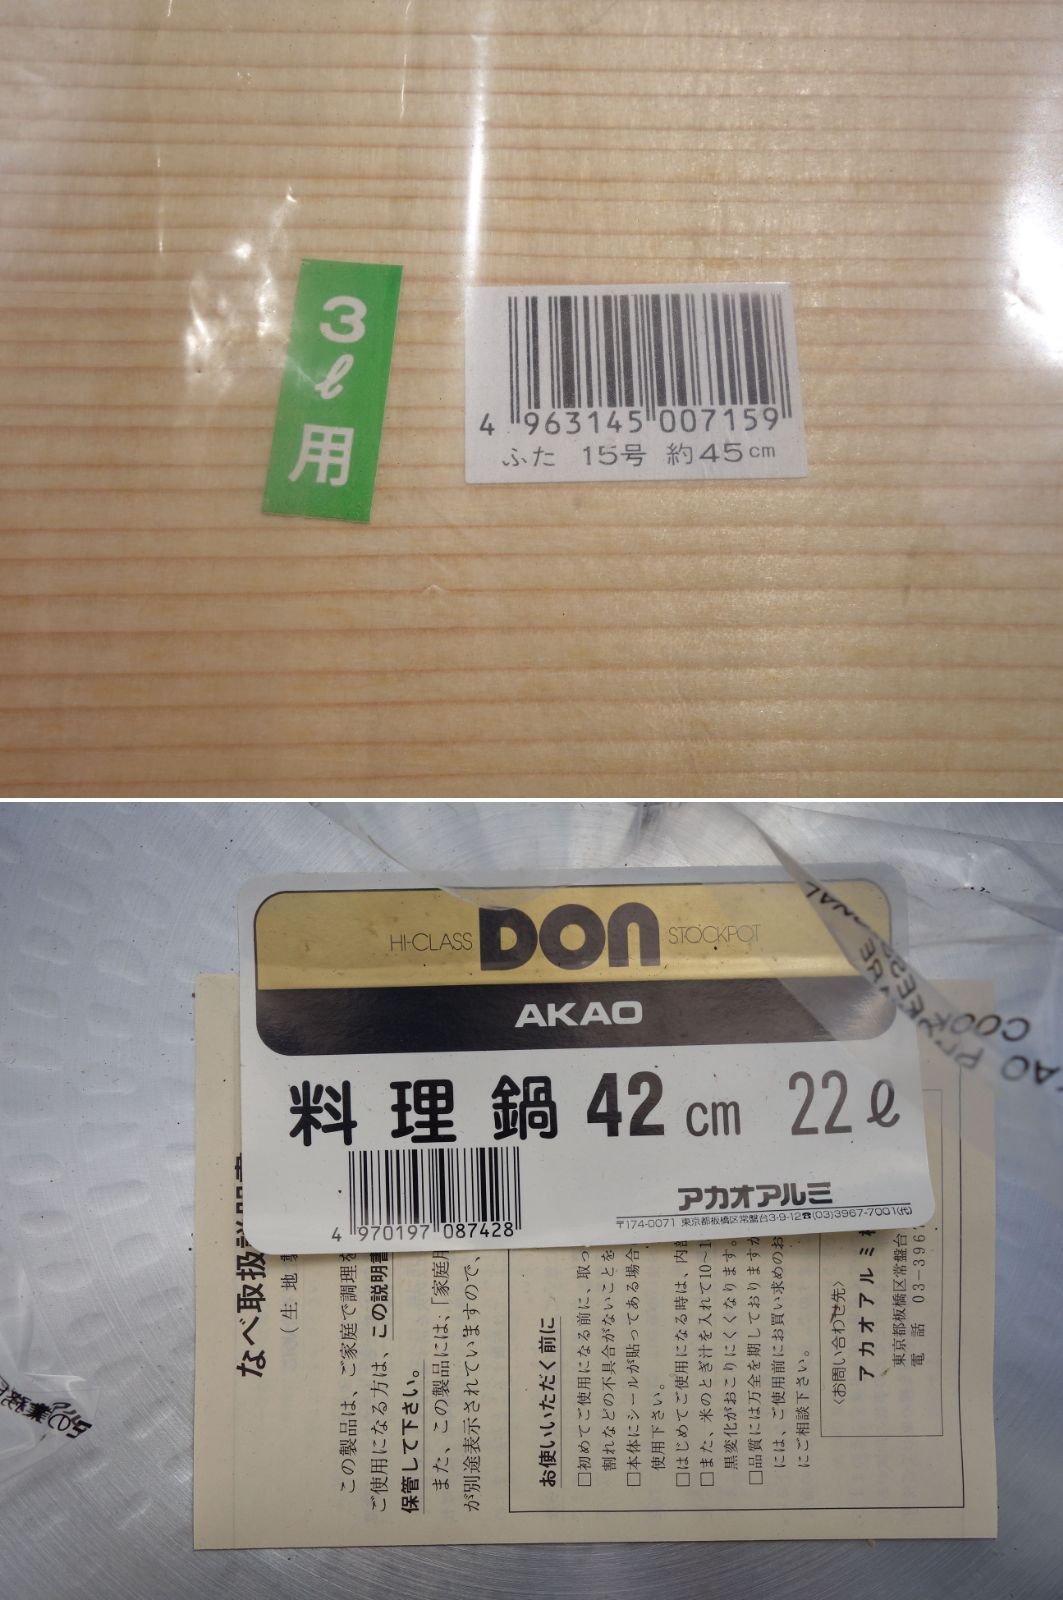 3
ℓ
用
4 963145 007159
ふた 15号 約45cm
HI-CLASS DON STOCKPOT
AKAO
料理鍋 42cm 22ℓ
4 970197 087428
アカオアルミ
〒174-0071 東京都板橋区常盤台3-9-12☎(03)3967-7001(代)
なべ取扱説明書
この製品は、ご家庭で調理を
ご使用になる方は、この説明書
保管して下さい。
また、この製品には、「家庭用
が別途表示されていますので、
お使いいただく前に
□初めてご使用になる前に、取っ
割れなどの不具合がないことを
□本体にシールが貼ってある場合
使用下さい。
□はじめてご使用になる時は、内部
□また、米のとぎ汁を入れて10〜1
黒変化がおこりにくくなります。
□品質には万全を期しておりますが
には、ご使用前にお買い求めのお
にご相談下さい。
〈お問い合わせ先〉
アカオアルミ株
東京都板橋区常盤台
電話 03-396